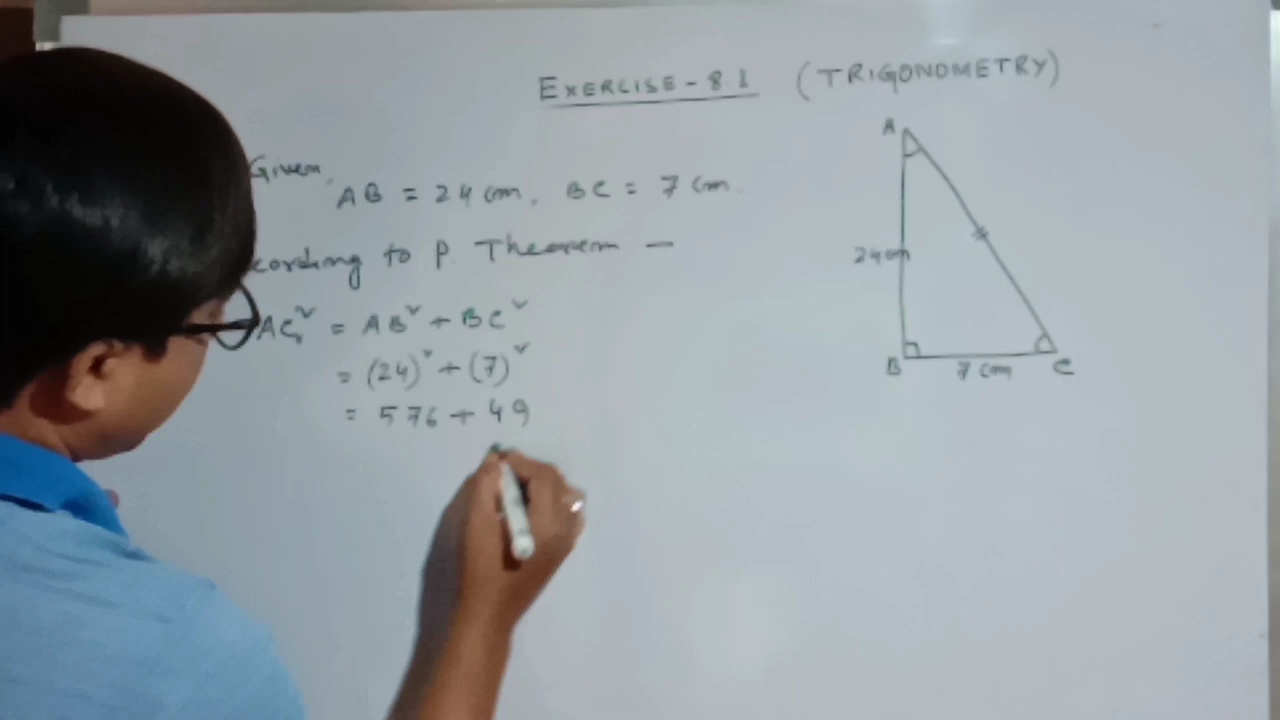 EXERCISE - 8 1 (TRIGONOMETRY)
Given,
AB = 24 cm, BC = 7 cm.
cording to P Theorem —
AC² = AB² + BC²
= (24)² + (7)²
= 576 + 49
A
24cm
B
7 cm
C